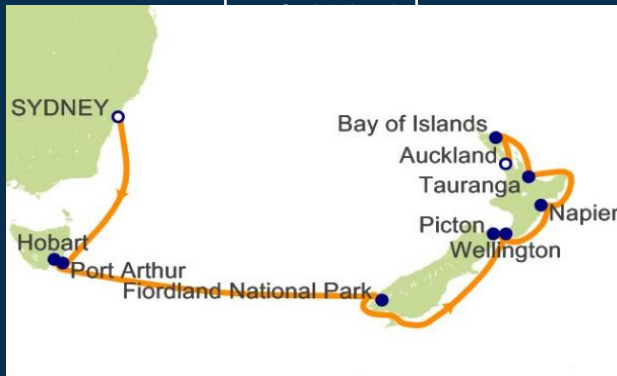 SYDNEY
Bay of Islands
Auckland
Tauranga
Napier
Picton
Wellington
Hobart
Port Arthur
Fiordland National Park